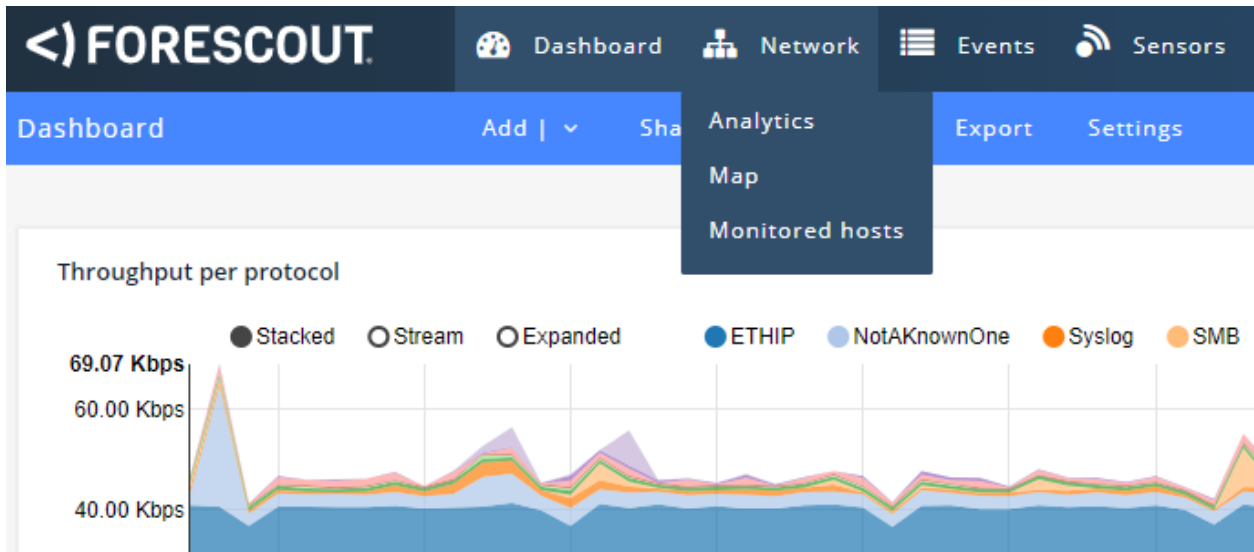 <) FORESCOUT.
Dashboard Network Events Sensors
Dashboard Add | Sha Export Settings
Analytics
Map
Monitored hosts
Throughput per protocol
Stacked Stream Expanded ETHIP NotAKnownOne Syslog SMB
69.07 Kbps
60.00 Kbps
40.00 Kbps